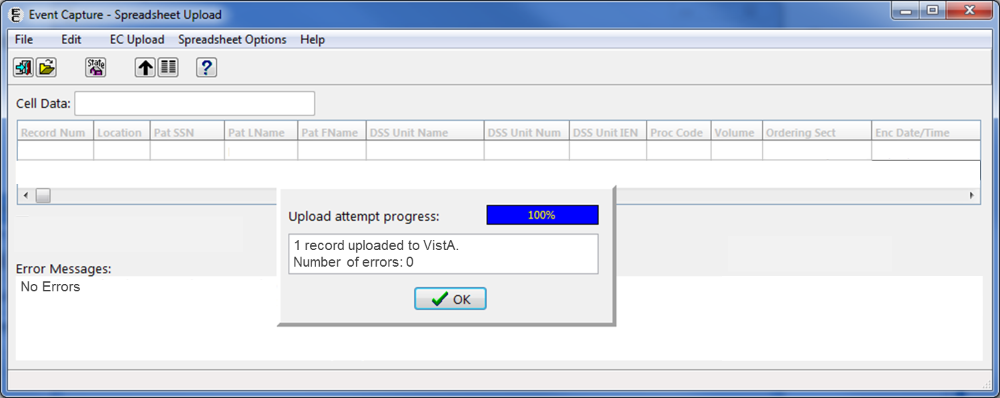 Event Capture - Spreadsheet Upload
File Edit EC Upload Spreadsheet Options Help
State
?
Cell Data:
Record Num Location Pat SSN Pat LName Pat FName DSS Unit Name DSS Unit Num DSS Unit IEN Proc Code Volume Ordering Sect Enc Date/Time
Upload attempt progress: 100%
1 record uploaded to VistA.
Number of errors: 0
OK
Error Messages:
No Errors